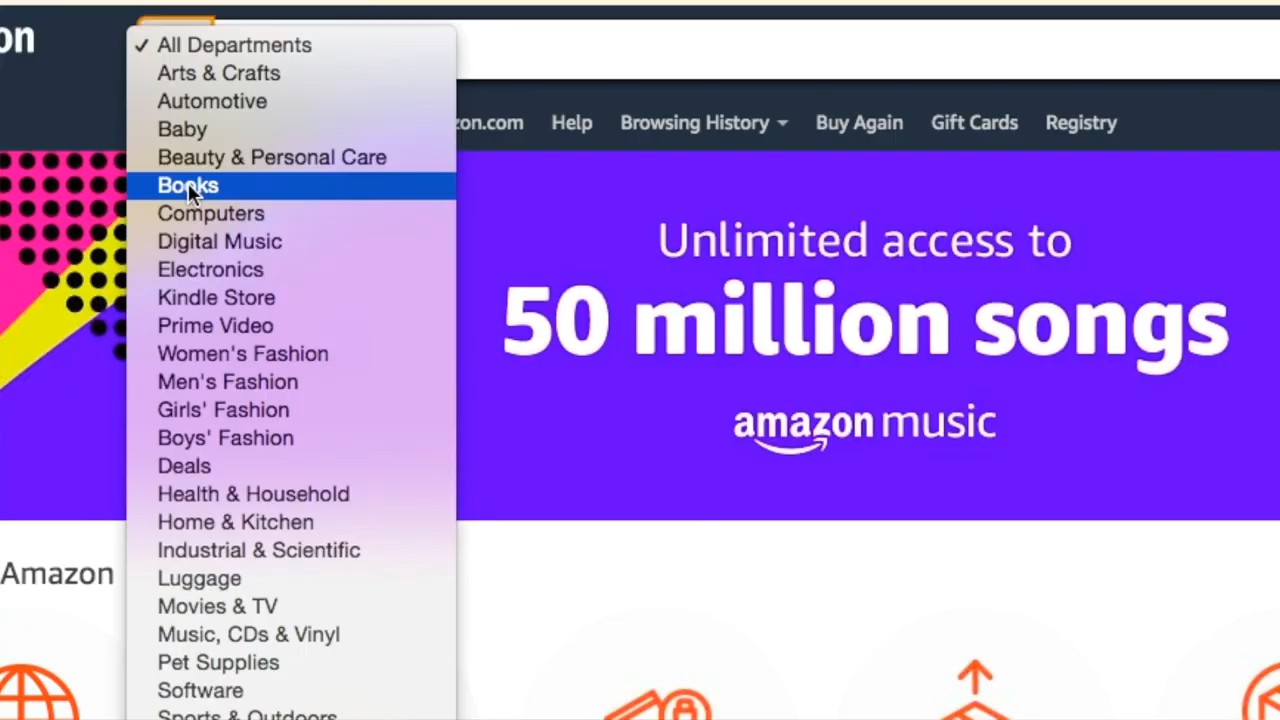 on
✓ All Departments
Arts & Crafts
Automotive
Baby
Beauty & Personal Care
Books
Computers
Digital Music
Electronics
Kindle Store
Prime Video
Women's Fashion
Men's Fashion
Girls' Fashion
Boys' Fashion
Deals
Health & Household
Home & Kitchen
Industrial & Scientific
Luggage
Movies & TV
Music, CDs & Vinyl
Pet Supplies
Software
Sports & Outdoors
zon.com Help Browsing History Buy Again Gift Cards Registry
Unlimited access to
50 million songs
amazon music
Amazon